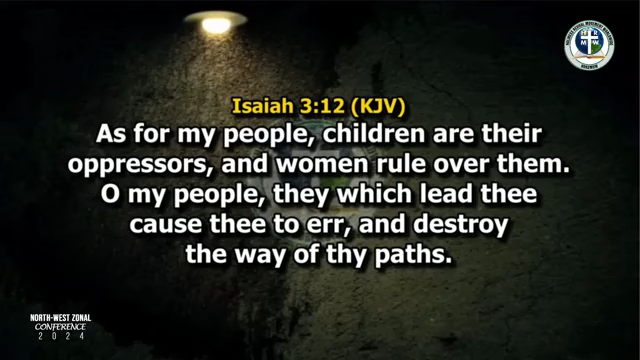 Isaiah 3:12 (KJV)
As for my people, children are their
oppressors, and women rule over them.
O my people, they which lead thee
cause thee to err, and destroy
the way of thy paths.
NORTH-WEST ZONAL
CONFERENCE
2024